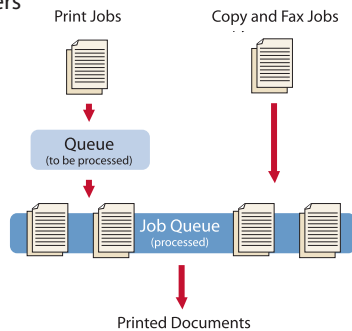 Print Jobs
Copy and Fax Jobs
Queue
(to be processed)
Job Queue
(processed)
Printed Documents